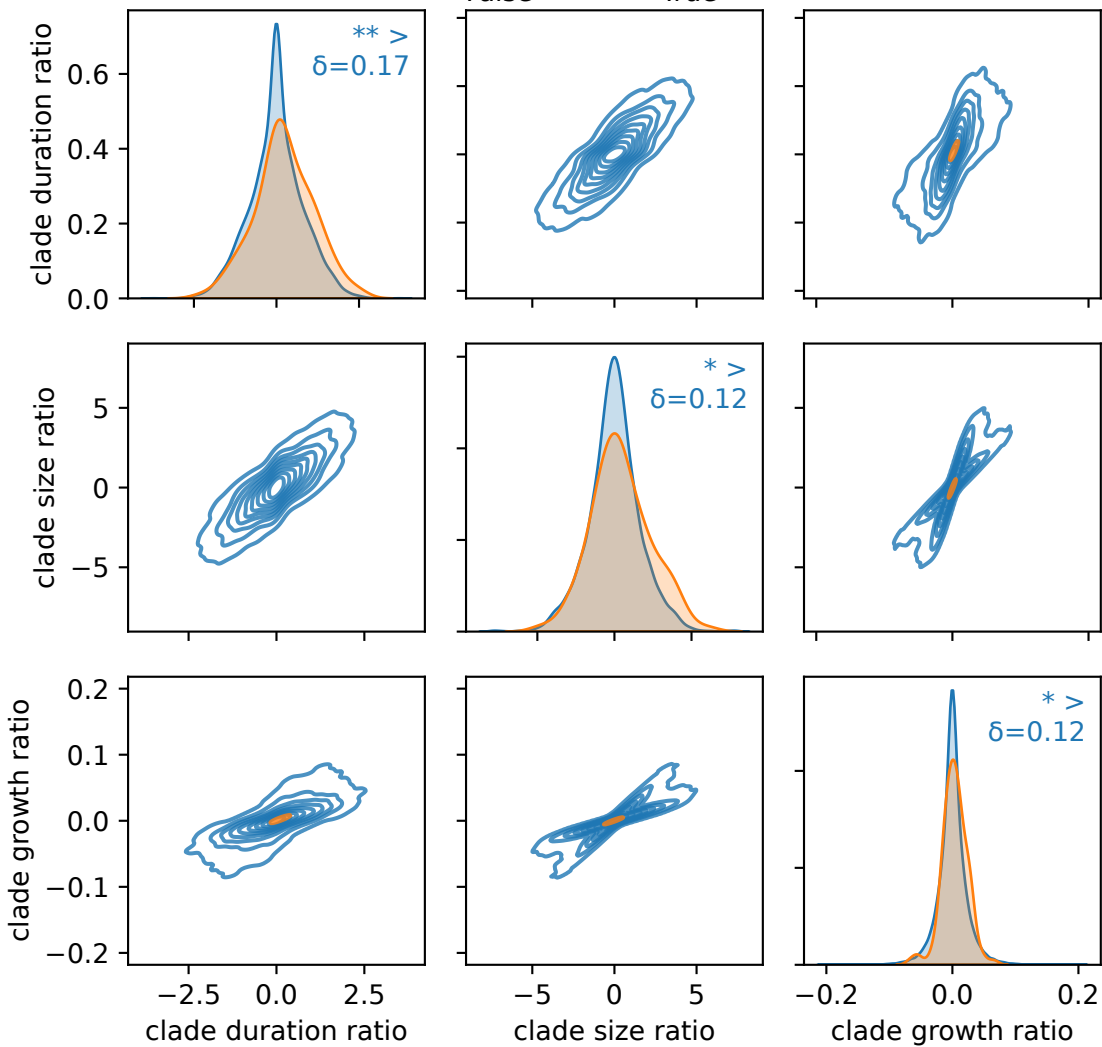 clade duration ratio
0.6
0.4
0.2
0.0
** >
δ=0.17
clade size ratio
5
0
−5
* >
δ=0.12
clade growth ratio
0.2
0.1
0.0
−0.1
−0.2
* >
δ=0.12
−2.5 0.0 2.5
−5 0 5
−0.2 0.0 0.2
clade duration ratio
clade size ratio
clade growth ratio